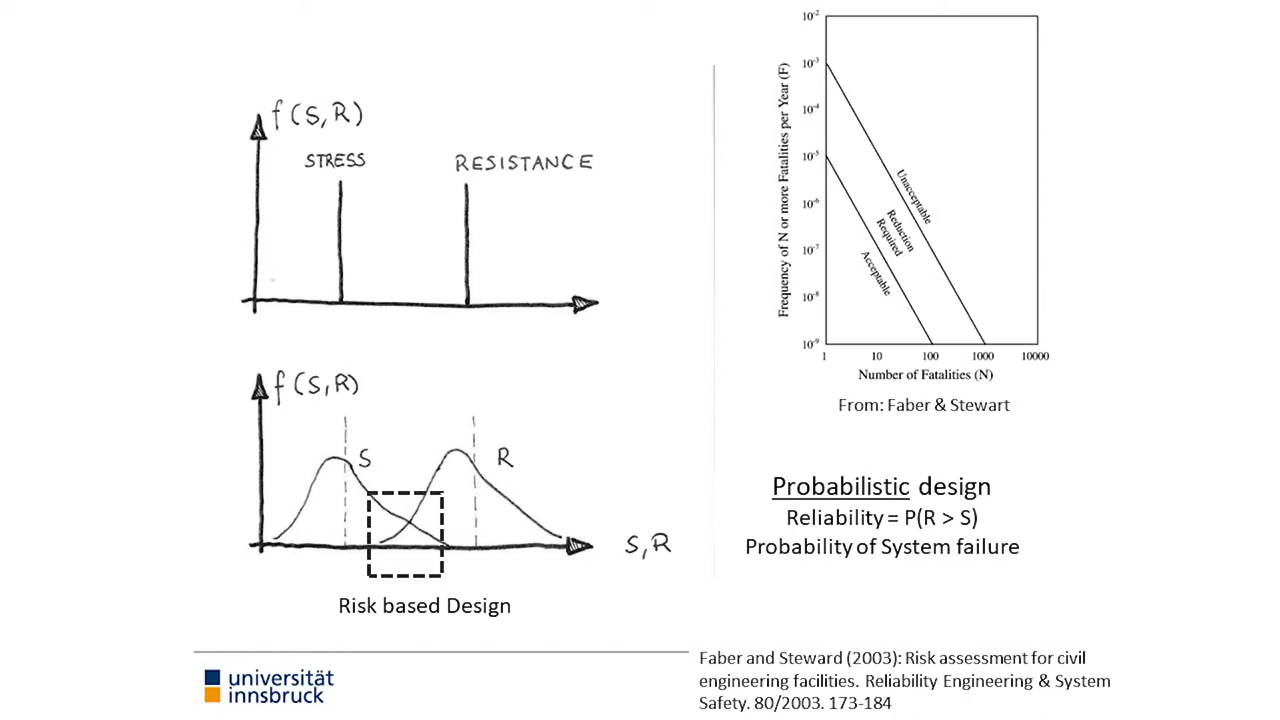 f(S,R)
STRESS
RESISTANCE
f(S,R)
S
R
S,R
Risk based Design
10-2
10-3
10-4
10-5
10-6
10-7
10-8
10-9
Frequency of N or more Fatalities per Year (F)
Unacceptable
Reduction
Required
Acceptable
1
10
100
1000
10000
Number of Fatalities (N)
From: Faber & Stewart
Probabilistic design
Reliability = P(R > S)
Probability of System failure
universität
innsbruck
Faber and Steward (2003): Risk assessment for civil
engineering facilities. Reliability Engineering & System
Safety. 80/2003. 173-184